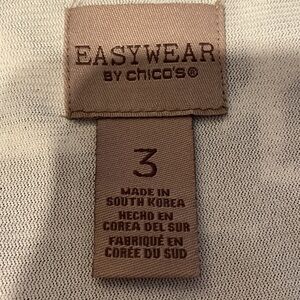 EASYWEAR
BY chico's®
3
MADE IN
SOUTH KOREA
HECHO EN
COREA DEL SUR
FABRIQUÉ EN
CORÉE DU SUD